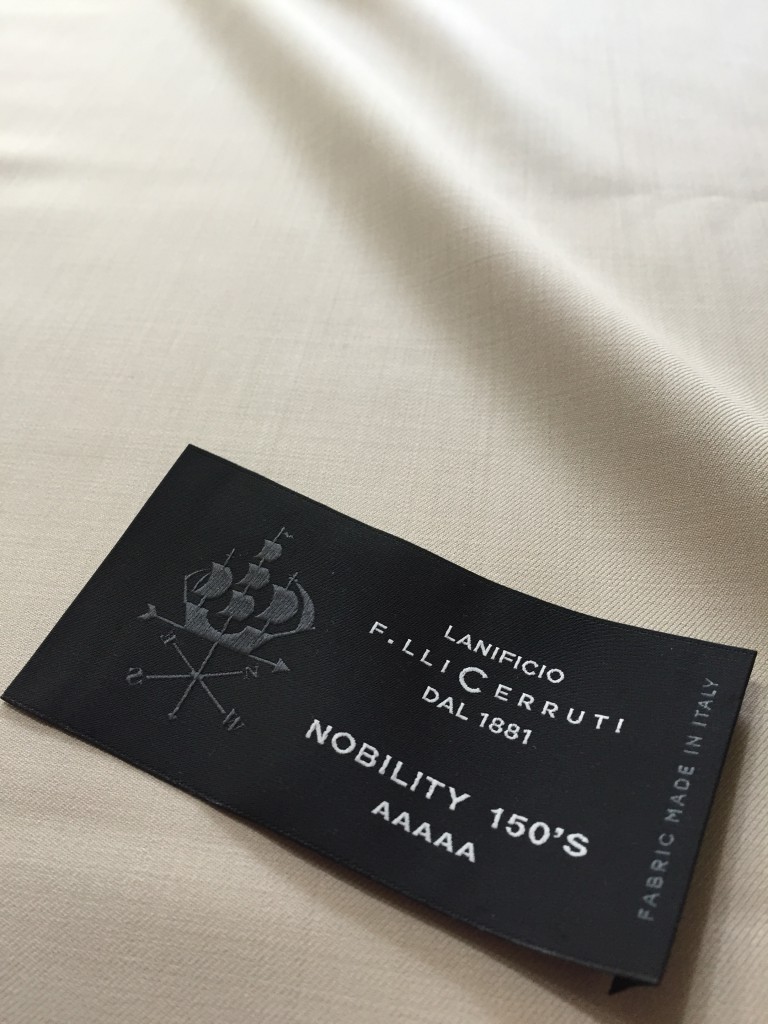 LANIFICIO
F.LLI CERRUTI
DAL 1881
NOBILITY 150'S
AAAAA
FABRIC MADE IN ITALY
N
S
W